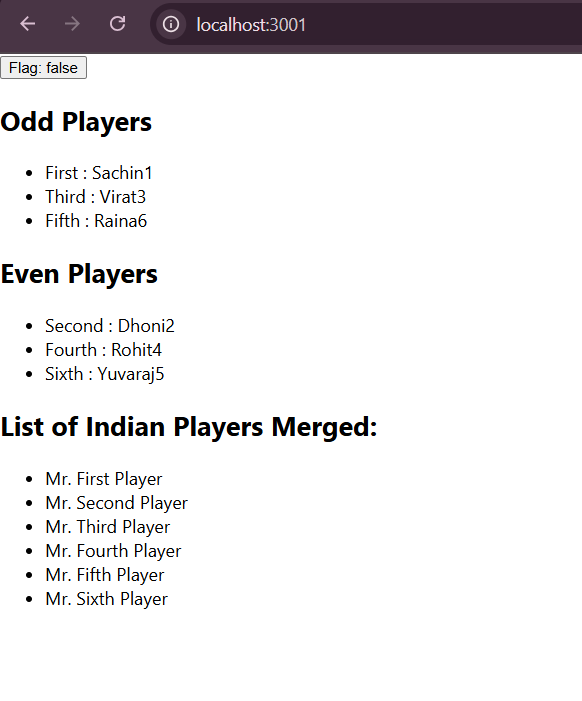 localhost:3001
Flag: false
Odd Players
First : Sachin1
Third : Virat3
Fifth : Raina6
Even Players
Second : Dhoni2
Fourth : Rohit4
Sixth : Yuvaraj5
List of Indian Players Merged:
Mr. First Player
Mr. Second Player
Mr. Third Player
Mr. Fourth Player
Mr. Fifth Player
Mr. Sixth Player